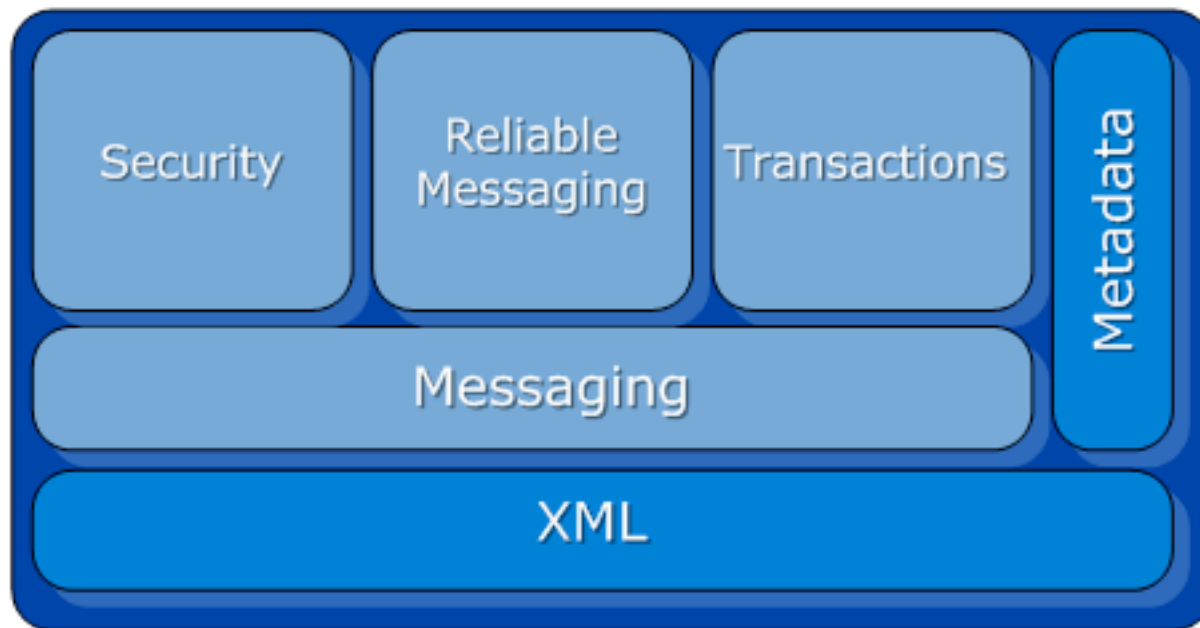 Security
Reliable
Messaging
Transactions
Metadata
Messaging
XML